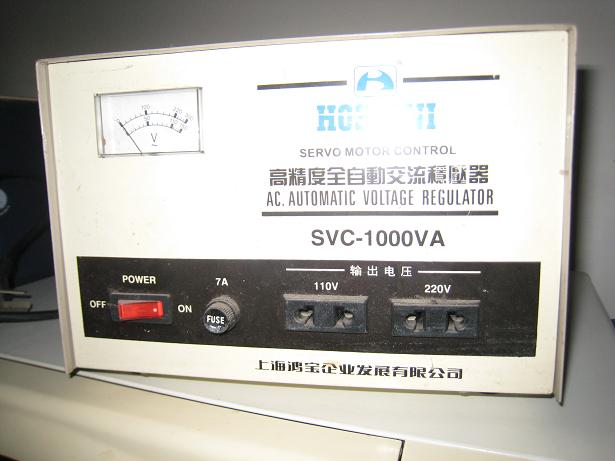 V
SERVO MOTOR CONTROL
高精度全自動交流穩壓器
AC. AUTOMATIC VOLTAGE REGULATOR
SVC-1000VA
输出电压
POWER
7A
110V
220V
OFF
ON
FUSE
上海鸿宝企业发展有限公司